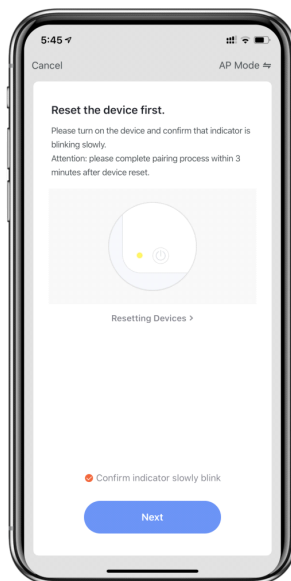 5:45
Cancel
AP Mode ⇋
Reset the device first.
Please turn on the device and confirm that indicator is
blinking slowly.
Attention: please complete pairing process within 3
minutes after device reset.
Resetting Devices >
Confirm indicator slowly blink
Next